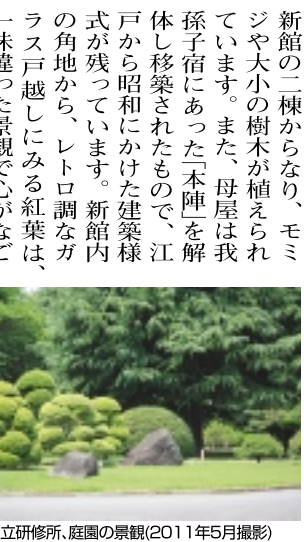 新館の二棟からなり、モミ
ジや大小の樹木が植えられ
ています。また、母屋は我
孫子宿にあった「本陣」を解
体し移築されたもので、江
戸から昭和にかけた建築様
式が残っています。新館内
の角地から、レトロ調なガ
ラス戸越しにみる紅葉は、
一味違った景観で心がなご
立研修所、庭園の景観(2011年5月撮影)